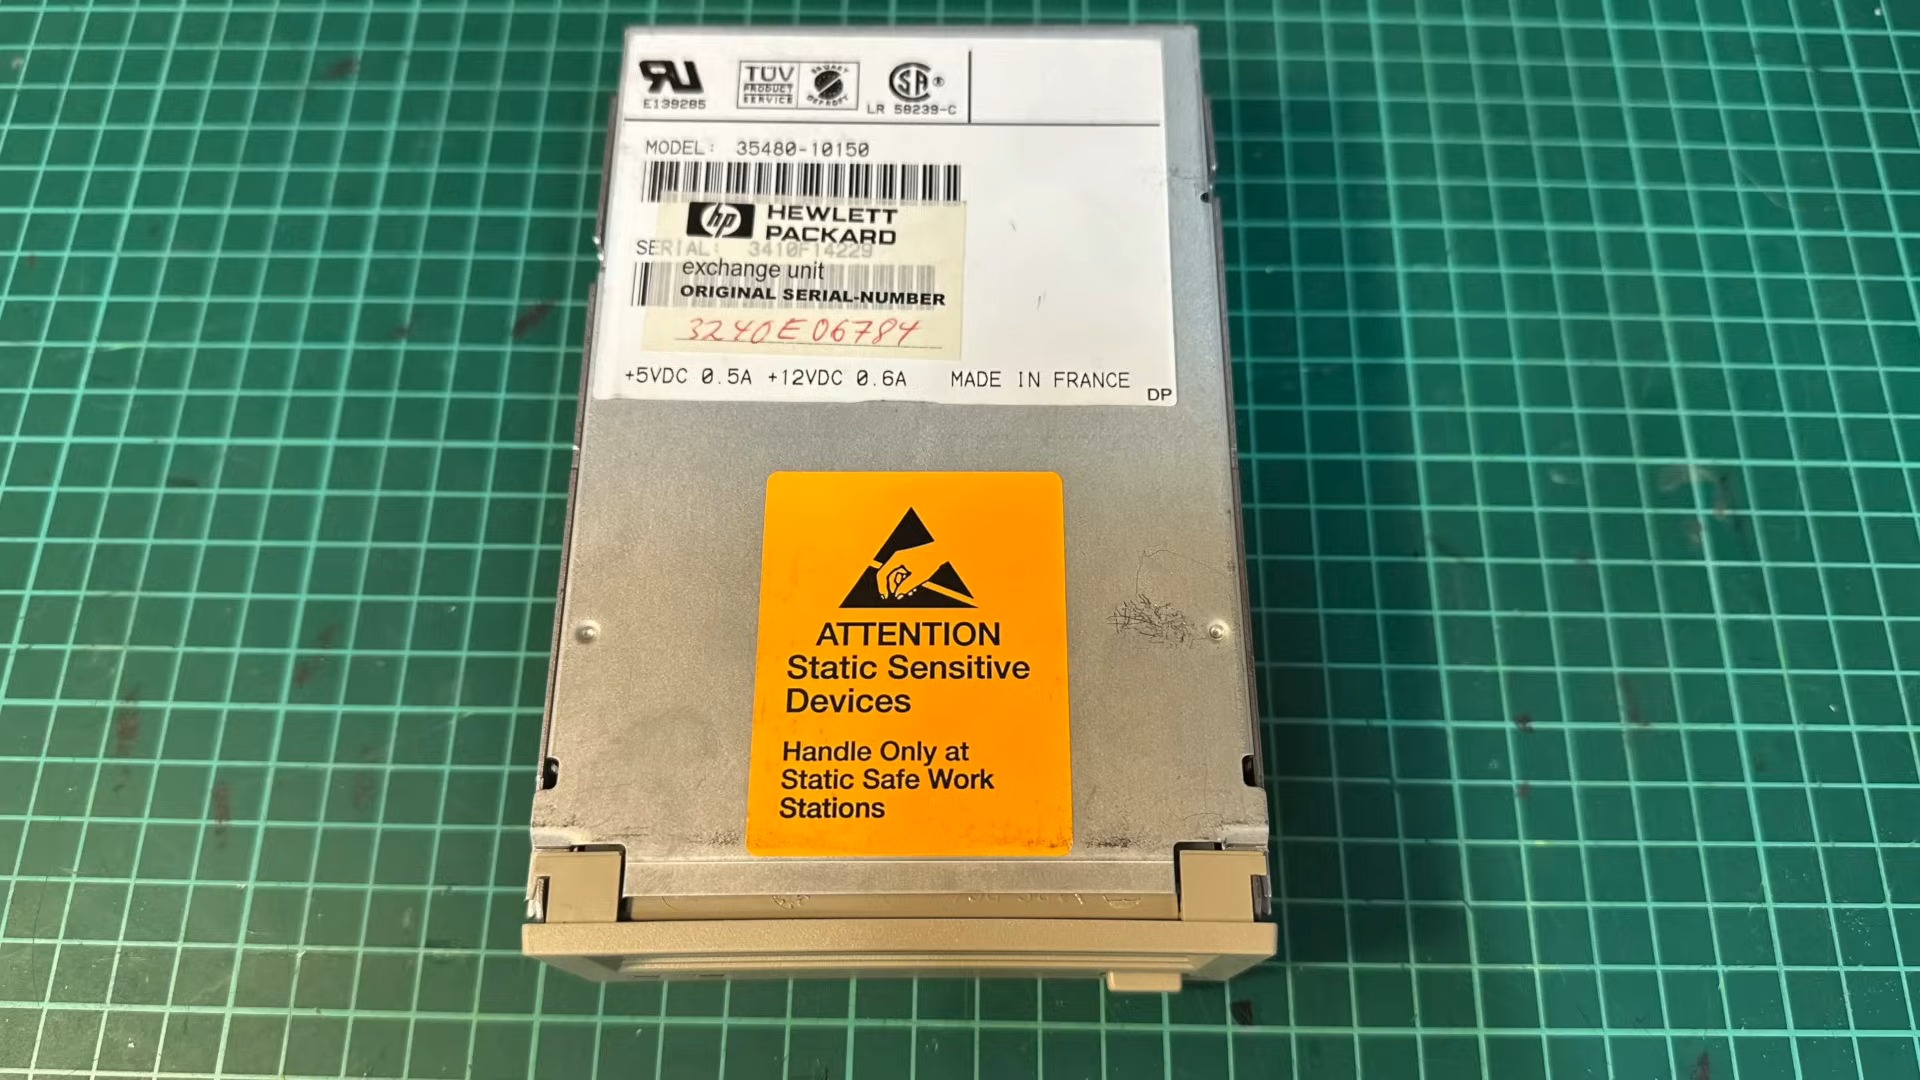 E139285
TÜV
PRODUCT
SERVICE
LR 58239-C
MODEL: 35480-10150
hp HEWLETT
PACKARD
SERIAL: 3410F14229
exchange unit
ORIGINAL SERIAL-NUMBER
3240E06784
+5VDC 0.5A +12VDC 0.6A MADE IN FRANCE
DP
ATTENTION
Static Sensitive
Devices
Handle Only at
Static Safe Work
Stations